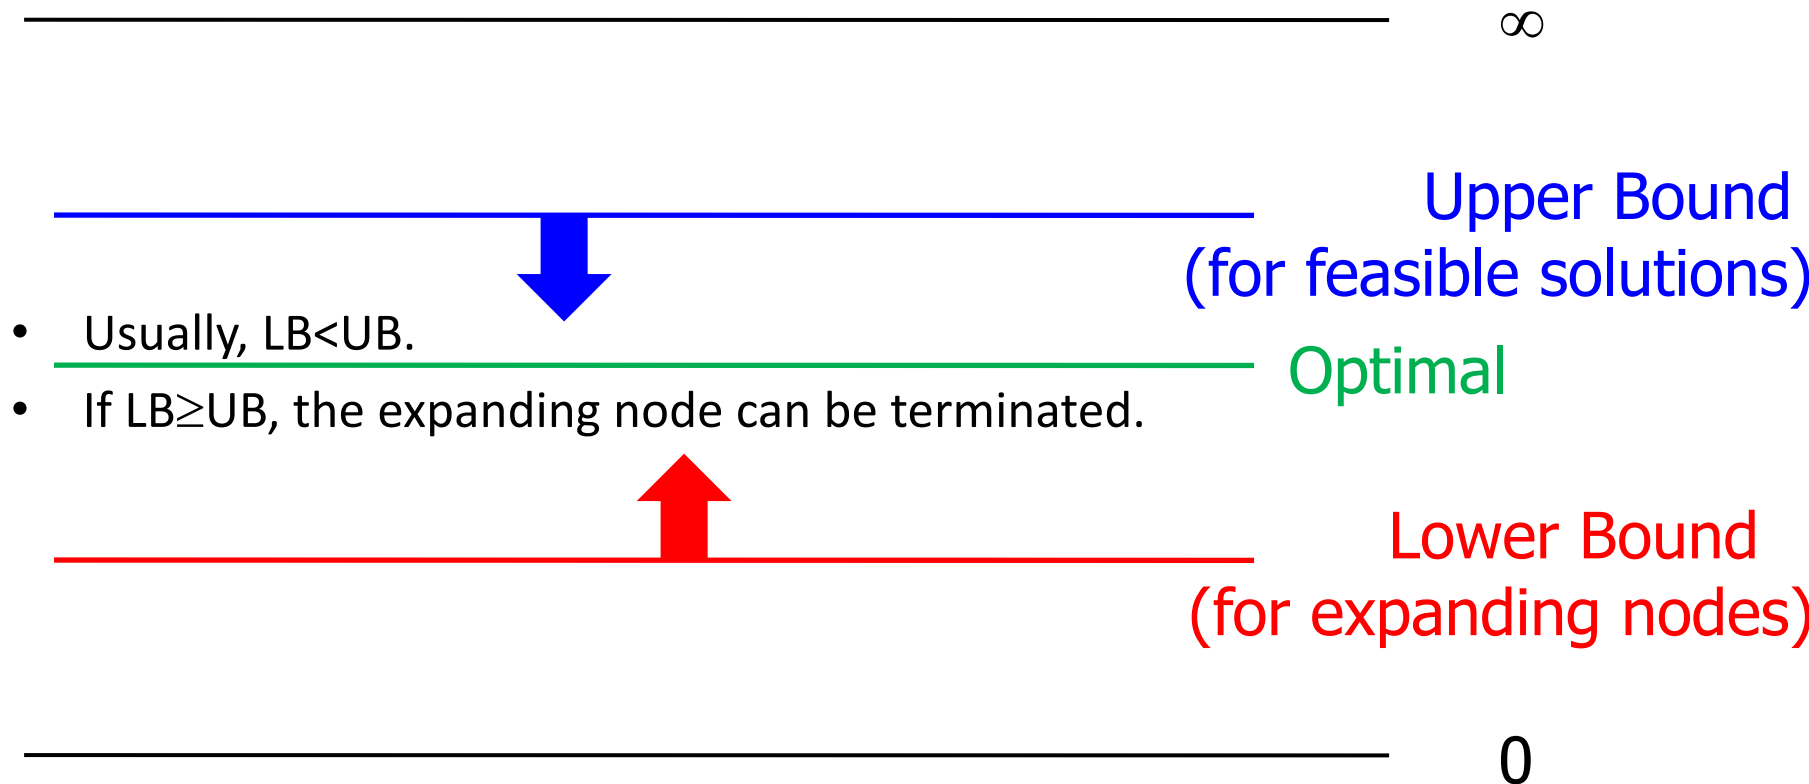 ∞
Upper Bound
(for feasible solutions)
• Usually, LB<UB.
Optimal
• If LB≥UB, the expanding node can be terminated.
Lower Bound
(for expanding nodes)
0